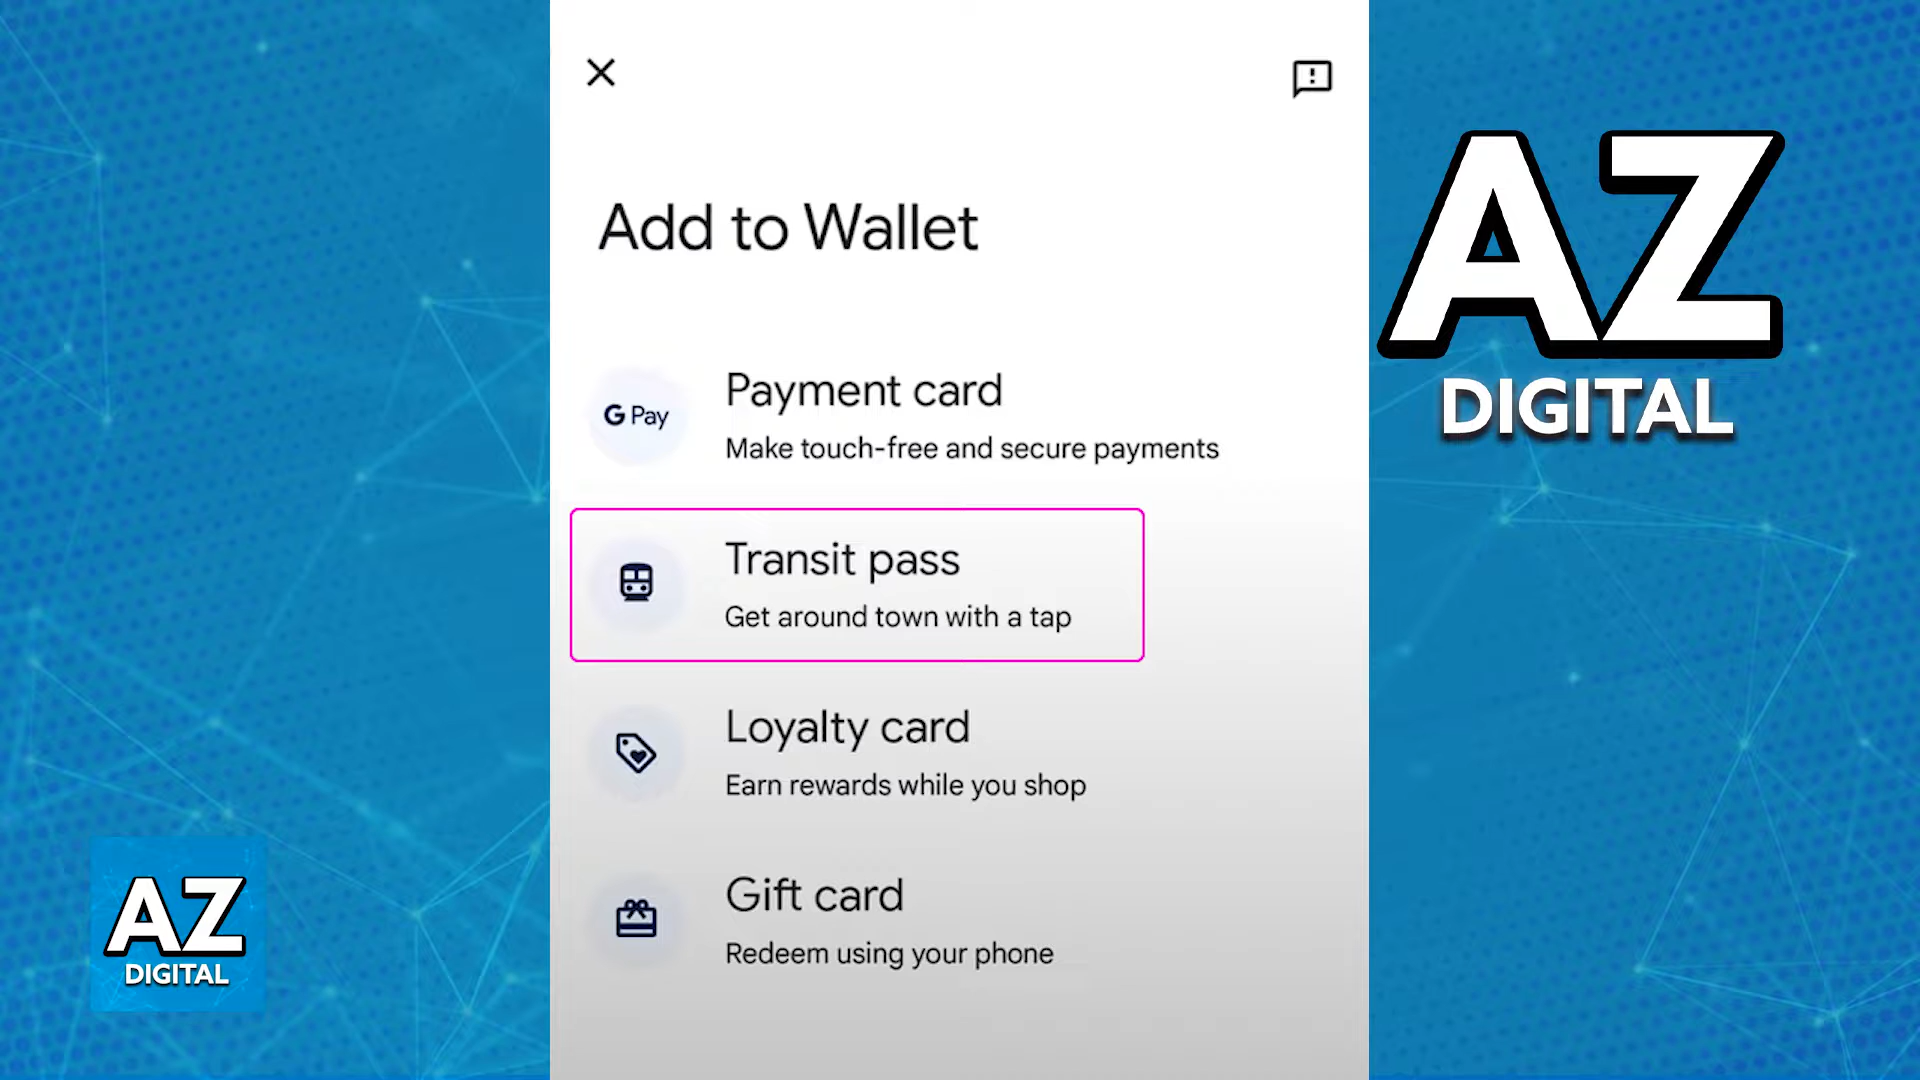 Add to Wallet
G Pay
Payment card
Make touch-free and secure payments
Transit pass
Get around town with a tap
Loyalty card
Earn rewards while you shop
Gift card
Redeem using your phone
AZ
DIGITAL
AZ
DIGITAL